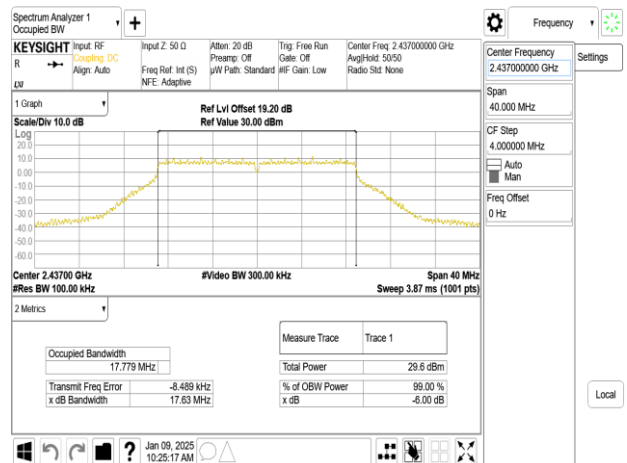 Spectrum Analyzer 1
Occupied BW
Frequency
KEYSIGHT
R
LXI
Input: RF
Coupling: DC
Align: Auto
Input Z: 50 Ω
Freq Ref: Int (S)
NFE: Adaptive
Atten: 20 dB
Preamp: Off
µW Path: Standard
Trig: Free Run
Gate: Off
#IF Gain: Low
Center Freq: 2.437000000 GHz
Avg|Hold: 50/50
Radio Std: None
Center Frequency
2.437000000 GHz
Settings
Span
40.000 MHz
CF Step
4.000000 MHz
Auto
Man
Freq Offset
0 Hz
Local
1 Graph
Scale/Div 10.0 dB
Ref Lvl Offset 19.20 dB
Ref Value 30.00 dBm
Log
20.0
10.0
0.00
-10.0
-20.0
-30.0
-40.0
-50.0
-60.0
Center 2.43700 GHz
#Res BW 100.00 kHz
#Video BW 300.00 kHz
Span 40 MHz
Sweep 3.87 ms (1001 pts)
2 Metrics
Measure Trace Trace 1
Occupied Bandwidth
17.779 MHz
Total Power 29.6 dBm
Transmit Freq Error -8.489 kHz
% of OBW Power 99.00 %
x dB Bandwidth 17.63 MHz
x dB -6.00 dB
?
Jan 09, 2025
10:25:17 AM